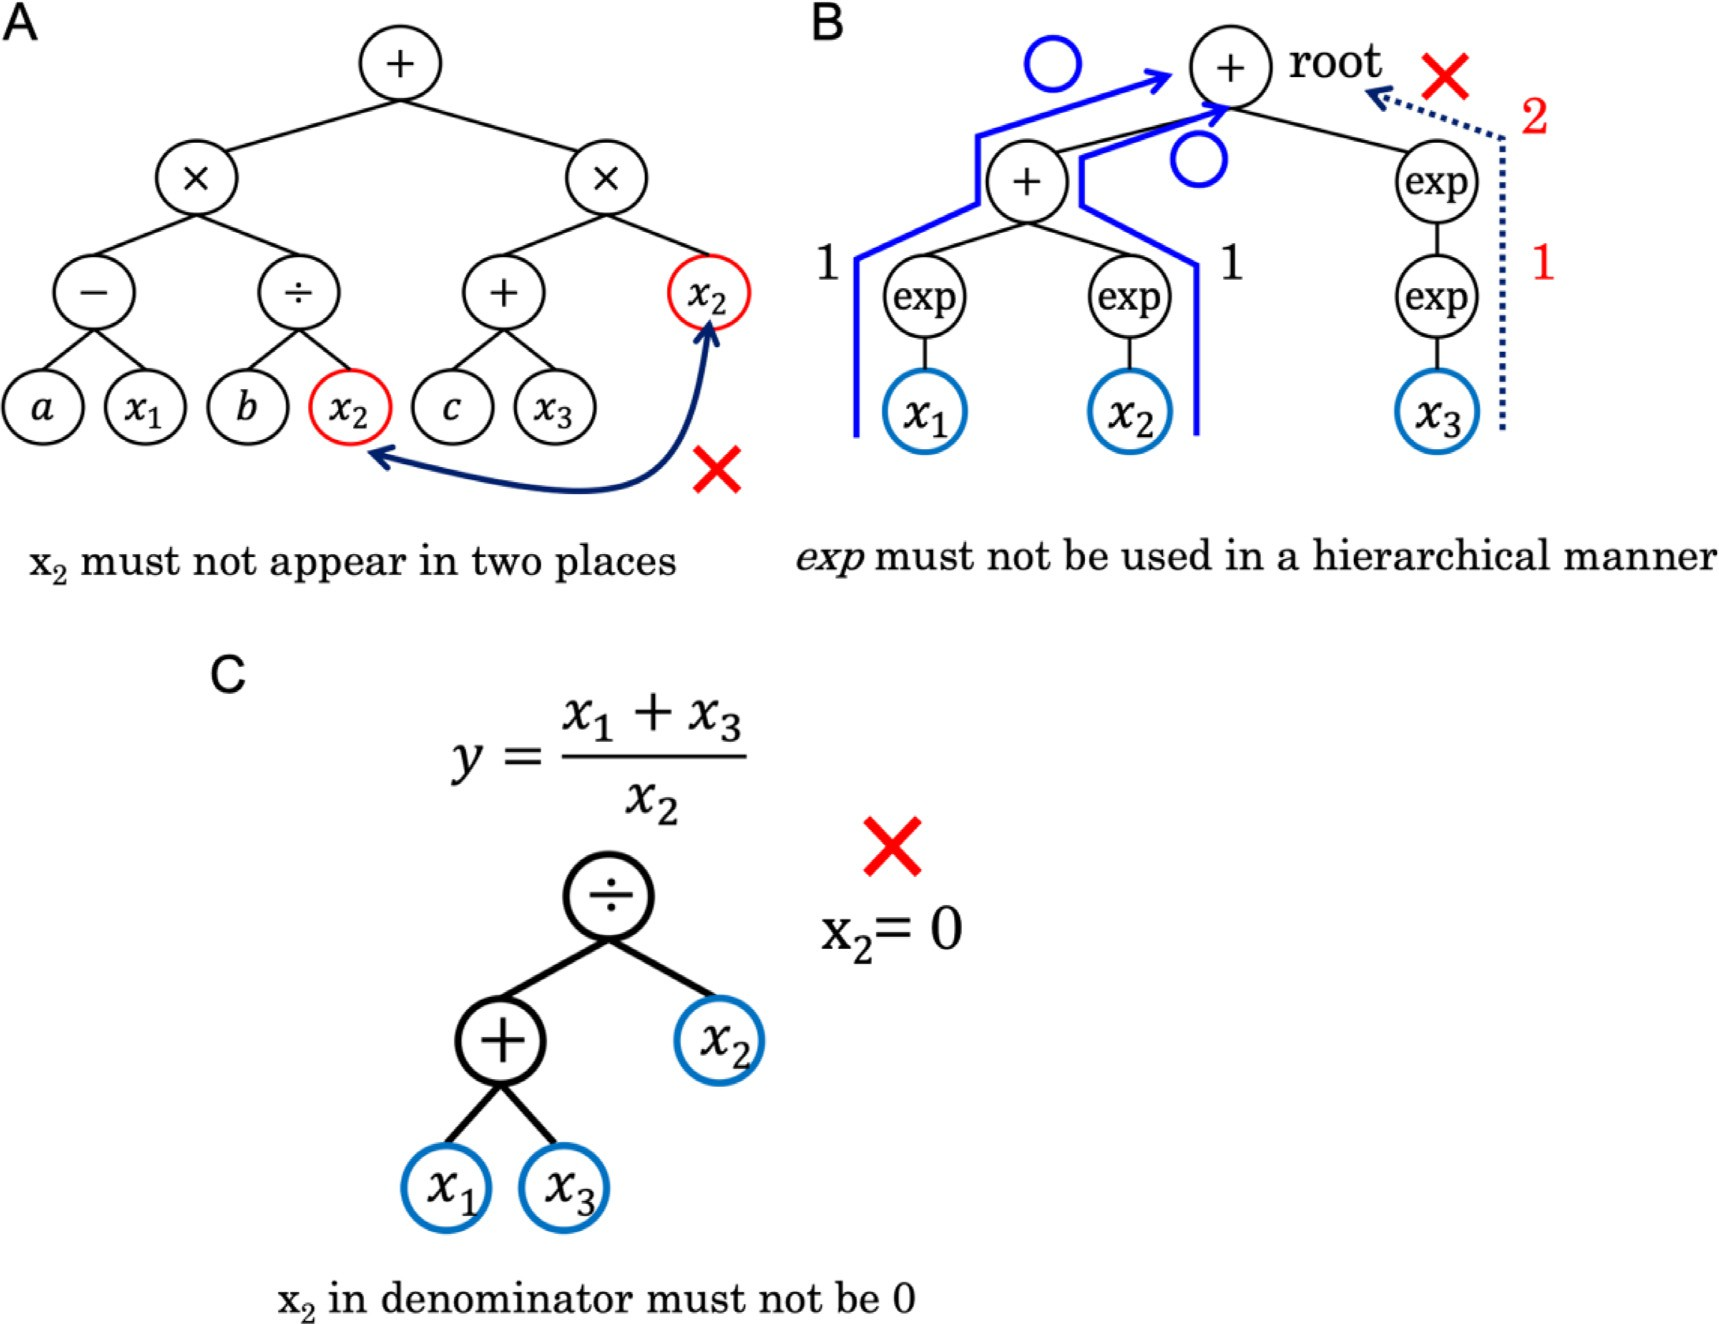 A
+
× ×
− ÷ + x₂
a x₁ b x₂ c x₃
x₂ must not appear in two places
B
+ root
2
+ exp
1 exp exp 1 exp 1
x₁ x₂ x₃
exp must not be used in a hierarchical manner
C
y = (x₁ + x₃) / x₂
÷
x₂= 0
+ x₂
x₁ x₃
x₂ in denominator must not be 0